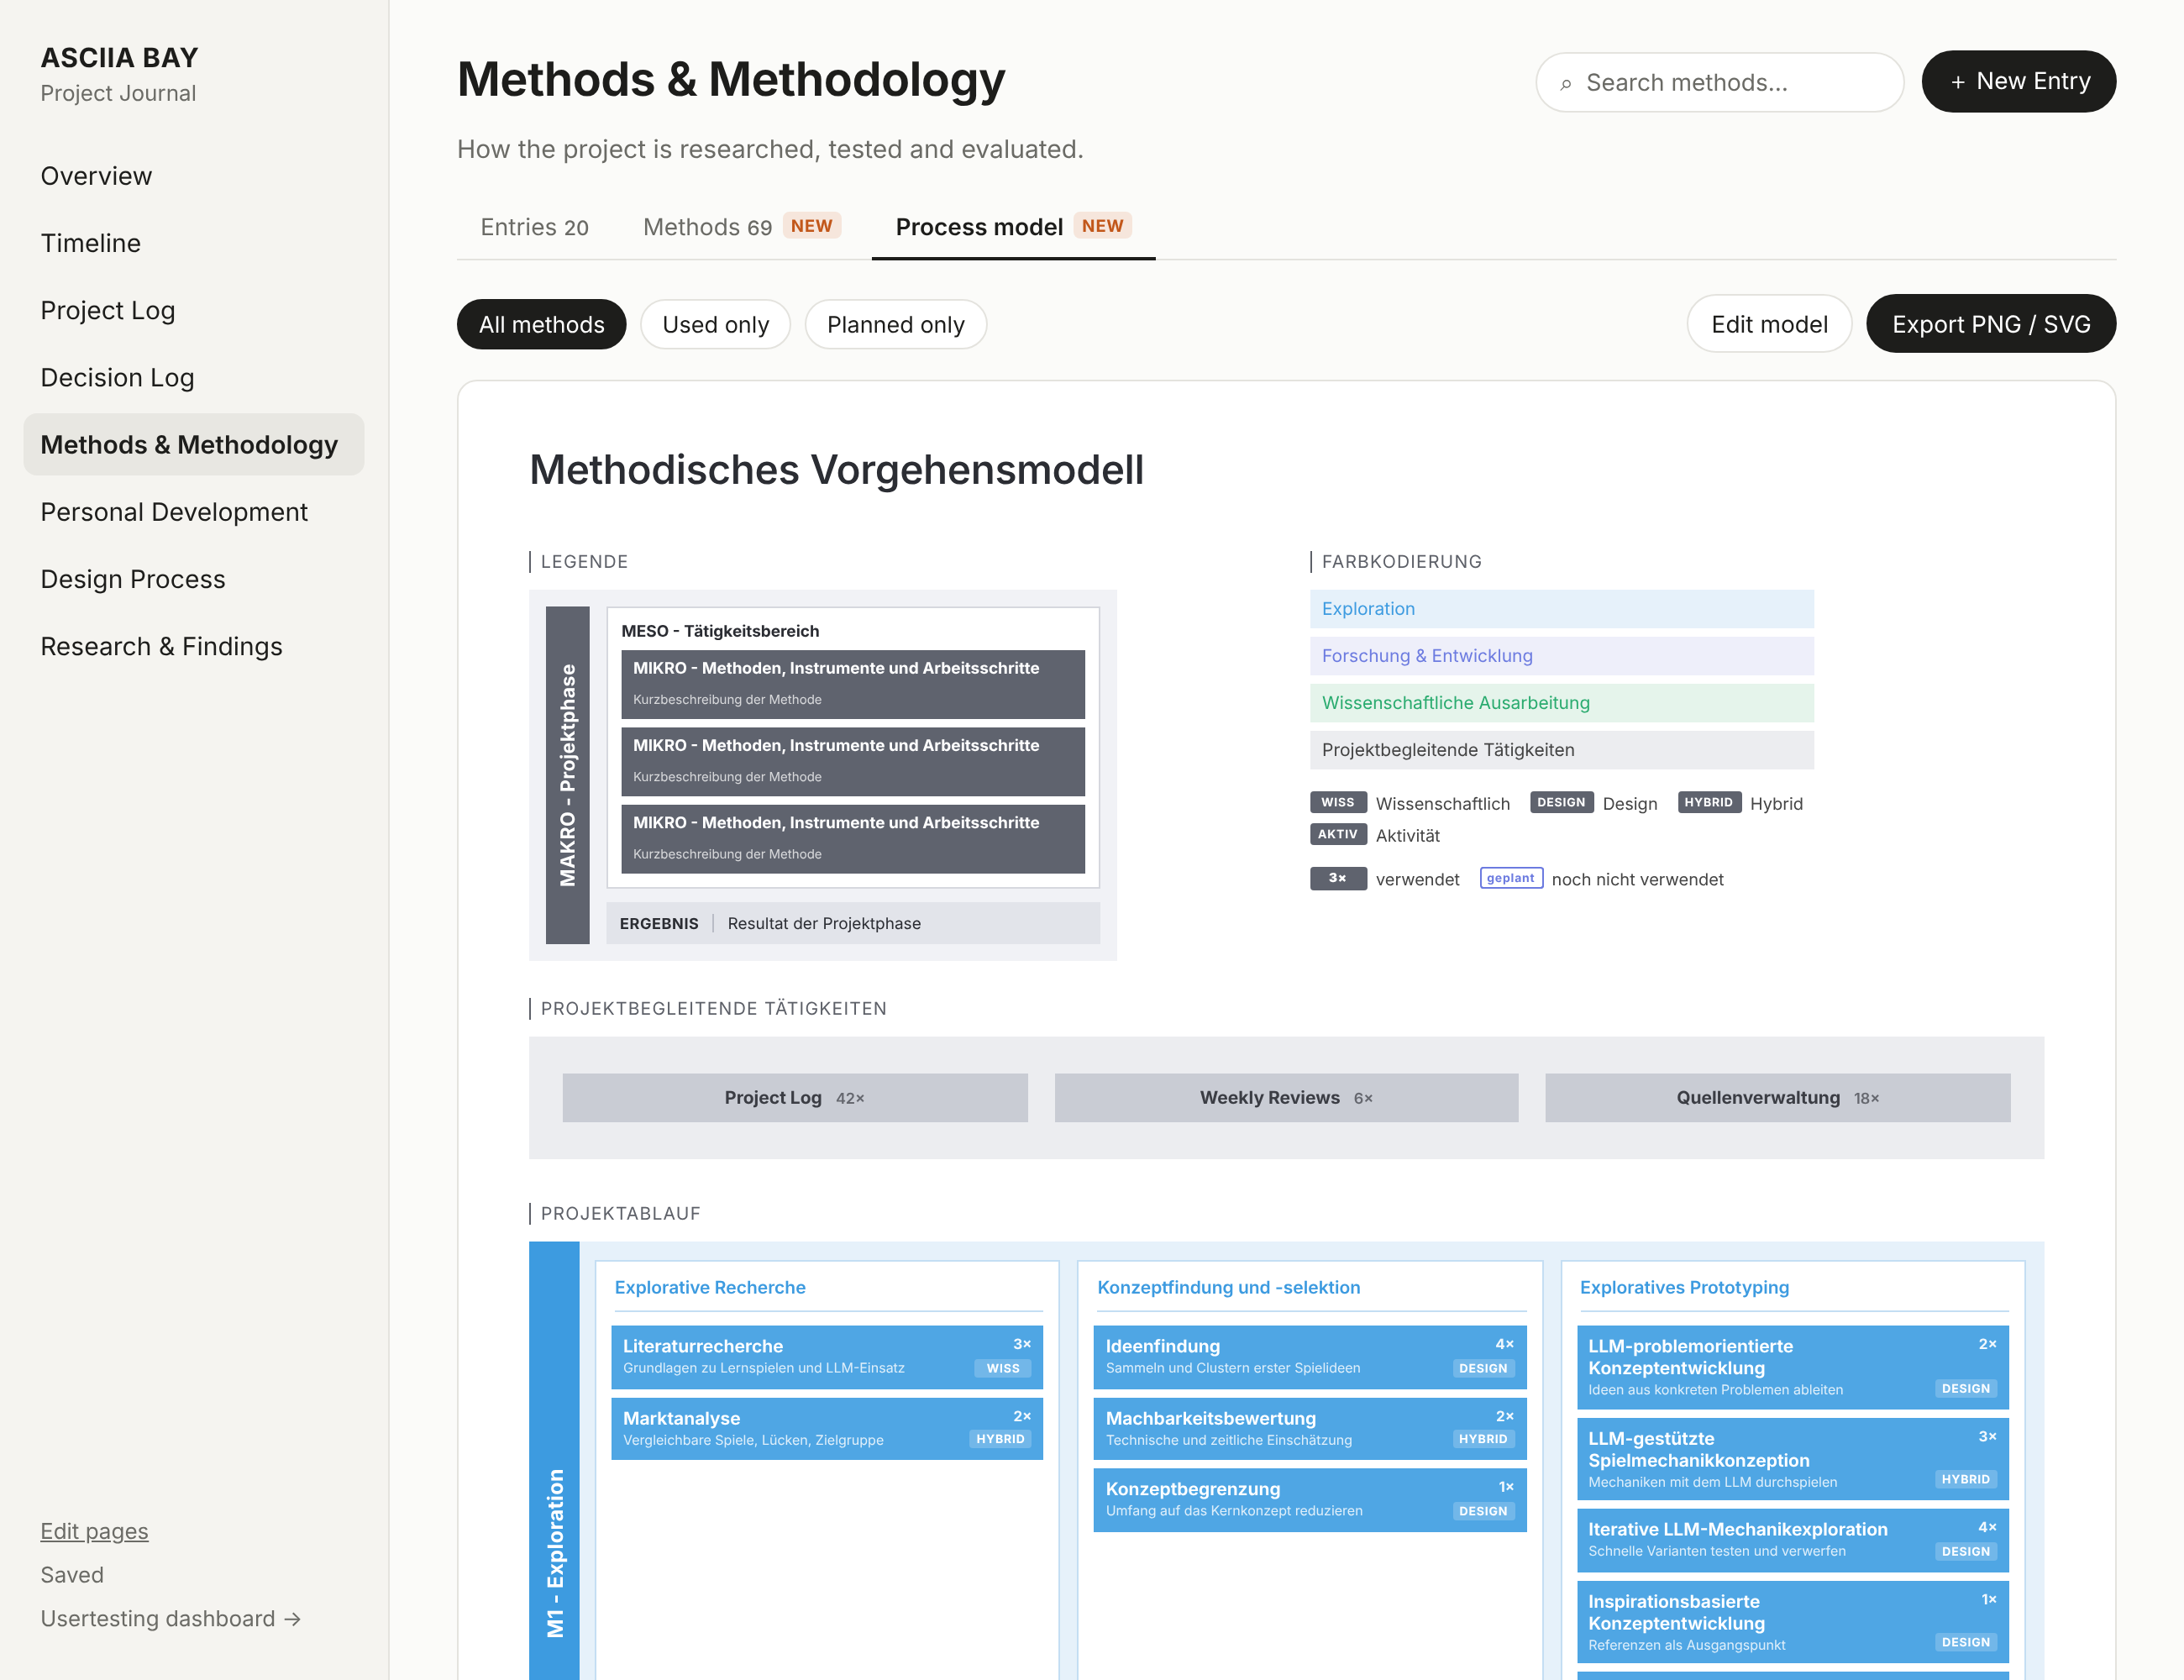 ASCIIA BAY
Project Journal
Overview
Timeline
Project Log
Decision Log
Methods & Methodology
Personal Development
Design Process
Research & Findings
Edit pages
Saved
Usertesting dashboard →
Methods & Methodology
Search methods...
+ New Entry
How the project is researched, tested and evaluated.
Entries 20
Methods 69 NEW
Process model NEW
All methods
Used only
Planned only
Edit model
Export PNG / SVG
Methodisches Vorgehensmodell
LEGENDE
MAKRO - Projektphase
MESO - Tätigkeitsbereich
MIKRO - Methoden, Instrumente und Arbeitsschritte
Kurzbeschreibung der Methode
MIKRO - Methoden, Instrumente und Arbeitsschritte
Kurzbeschreibung der Methode
MIKRO - Methoden, Instrumente und Arbeitsschritte
Kurzbeschreibung der Methode
ERGEBNIS | Resultat der Projektphase
FARBKODIERUNG
Exploration
Forschung & Entwicklung
Wissenschaftliche Ausarbeitung
Projektbegleitende Tätigkeiten
WISS Wissenschaftlich DESIGN Design HYBRID Hybrid
AKTIV Aktivität
3× verwendet geplant noch nicht verwendet
PROJEKTBEGLEITENDE TÄTIGKEITEN
Project Log 42×
Weekly Reviews 6×
Quellenverwaltung 18×
PROJEKTABLAUF
M1 - Exploration
Explorative Recherche
Literaturrecherche 3×
Grundlagen zu Lernspielen und LLM-Einsatz WISS
Marktanalyse 2×
Vergleichbare Spiele, Lücken, Zielgruppe HYBRID
Konzeptfindung und -selektion
Ideenfindung 4×
Sammeln und Clustern erster Spielideen DESIGN
Machbarkeitsbewertung 2×
Technische und zeitliche Einschätzung HYBRID
Konzeptbegrenzung 1×
Umfang auf das Kernkonzept reduzieren DESIGN
Exploratives Prototyping
LLM-problemorientierte 2×
Konzeptentwicklung
Ideen aus konkreten Problemen ableiten DESIGN
LLM-gestützte 3×
Spielmechanikkonzeption
Mechaniken mit dem LLM durchspielen HYBRID
Iterative LLM-Mechanikexploration 4×
Schnelle Varianten testen und verwerfen DESIGN
Inspirationsbasierte 1×
Konzeptentwicklung
Referenzen als Ausgangspunkt DESIGN